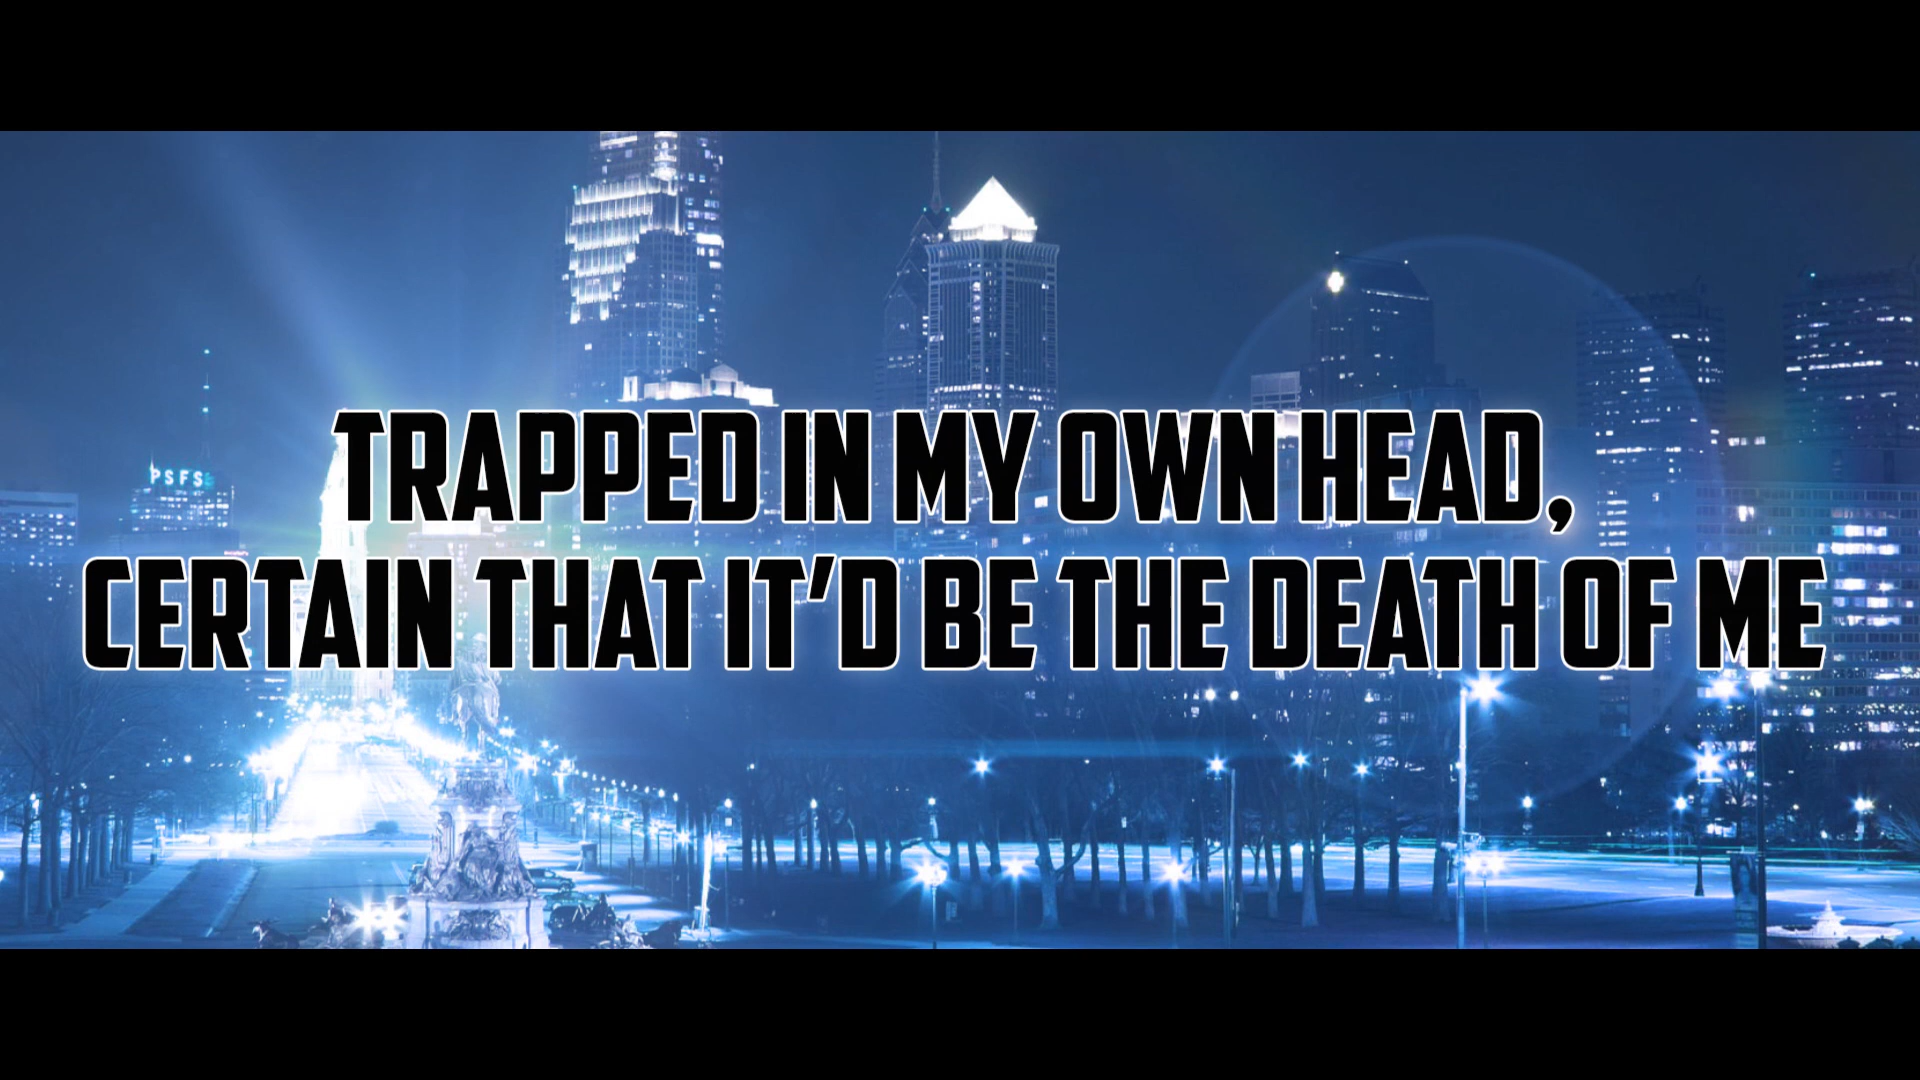 PSFS
TRAPPED IN MY OWN HEAD,
CERTAIN THAT IT'D BE THE DEATH OF ME